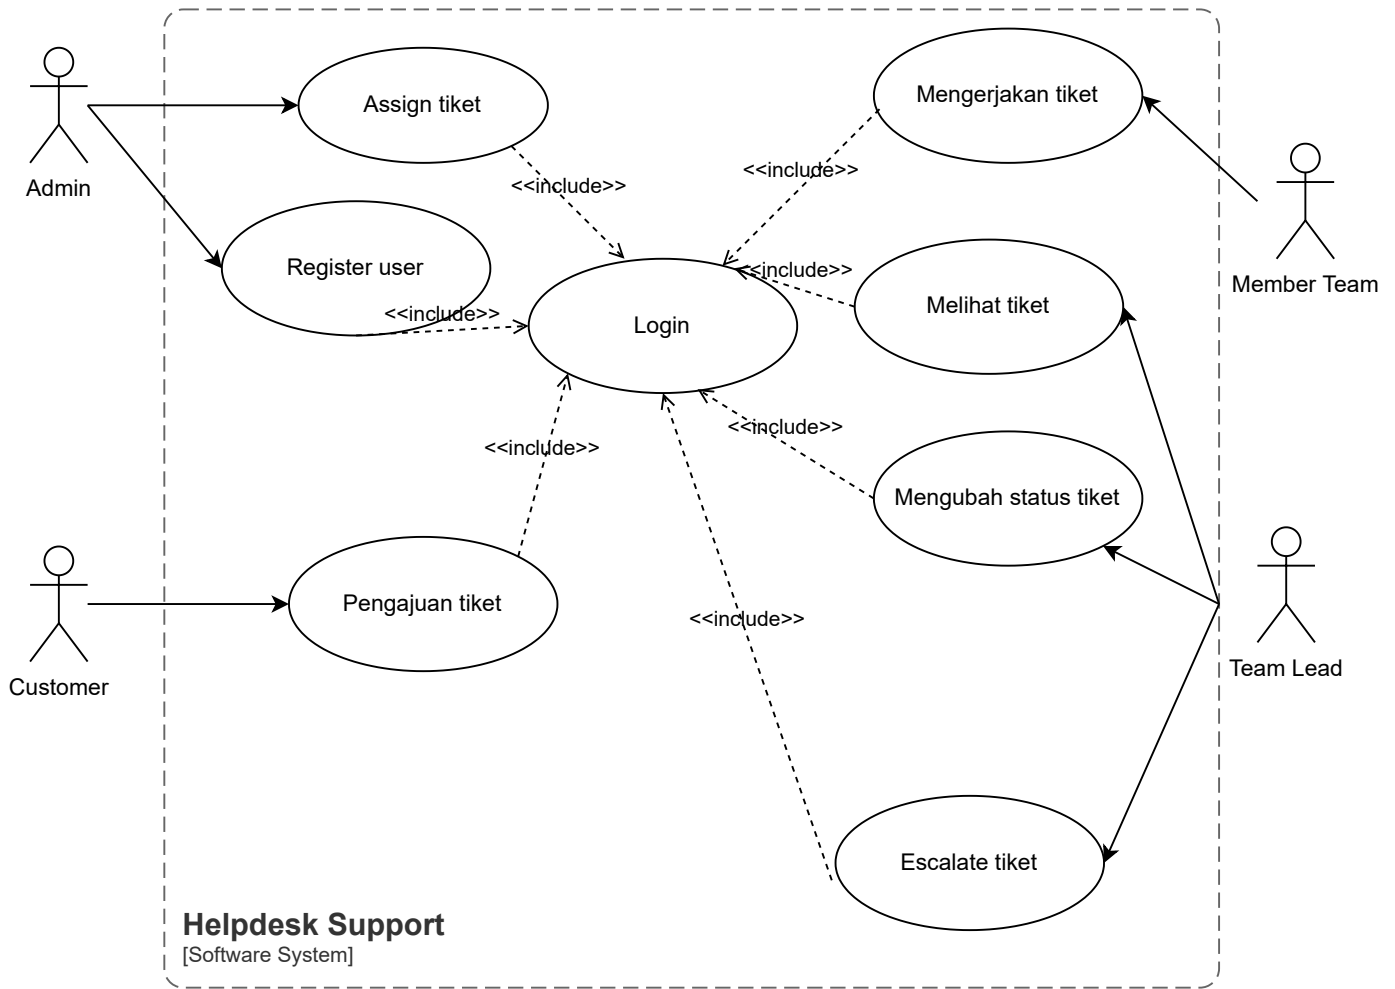 Assign tiket
Mengerjakan tiket
<<include>>
<<include>>
Admin
Register user
<<include>>
Melihat tiket
Member Team
<<include>>
Login
<<include>>
<<include>>
Mengubah status tiket
Pengajuan tiket
<<include>>
Customer
Team Lead
Escalate tiket
Helpdesk Support
[Software System]